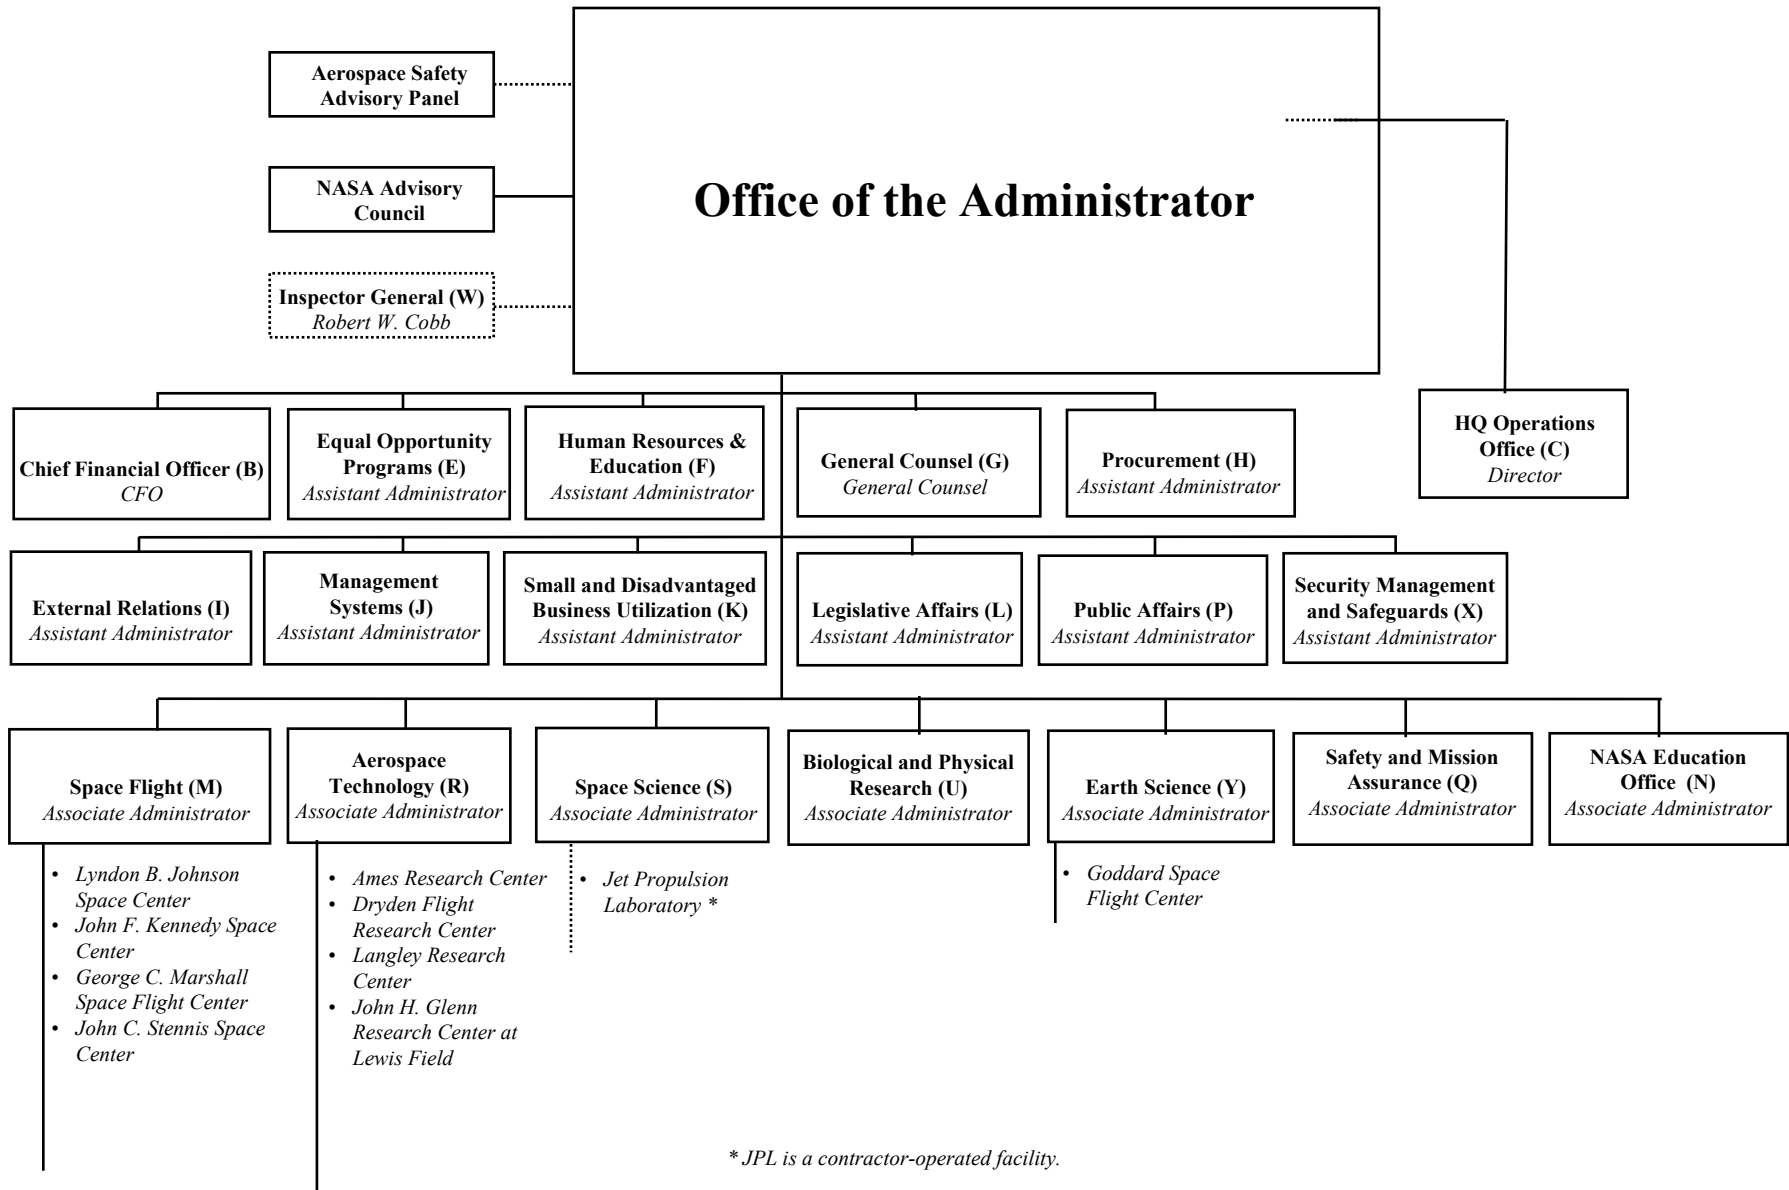 Aerospace Safety
Advisory Panel
NASA Advisory
Council
Inspector General (W)
Robert W. Cobb
Office of the Administrator
HQ Operations
Office (C)
Director
Chief Financial Officer (B)
CFO
Equal Opportunity
Programs (E)
Assistant Administrator
Human Resources &
Education (F)
Assistant Administrator
General Counsel (G)
General Counsel
Procurement (H)
Assistant Administrator
External Relations (I)
Assistant Administrator
Management
Systems (J)
Assistant Administrator
Small and Disadvantaged
Business Utilization (K)
Assistant Administrator
Legislative Affairs (L)
Assistant Administrator
Public Affairs (P)
Assistant Administrator
Security Management
and Safeguards (X)
Assistant Administrator
Space Flight (M)
Associate Administrator
Aerospace
Technology (R)
Associate Administrator
Space Science (S)
Associate Administrator
Biological and Physical
Research (U)
Associate Administrator
Earth Science (Y)
Associate Administrator
Safety and Mission
Assurance (Q)
Associate Administrator
NASA Education
Office (N)
Associate Administrator
• Lyndon B. Johnson
Space Center
• John F. Kennedy Space
Center
• George C. Marshall
Space Flight Center
• John C. Stennis Space
Center
• Ames Research Center
• Dryden Flight
Research Center
• Langley Research
Center
• John H. Glenn
Research Center at
Lewis Field
• Jet Propulsion
Laboratory *
• Goddard Space
Flight Center
* JPL is a contractor-operated facility.